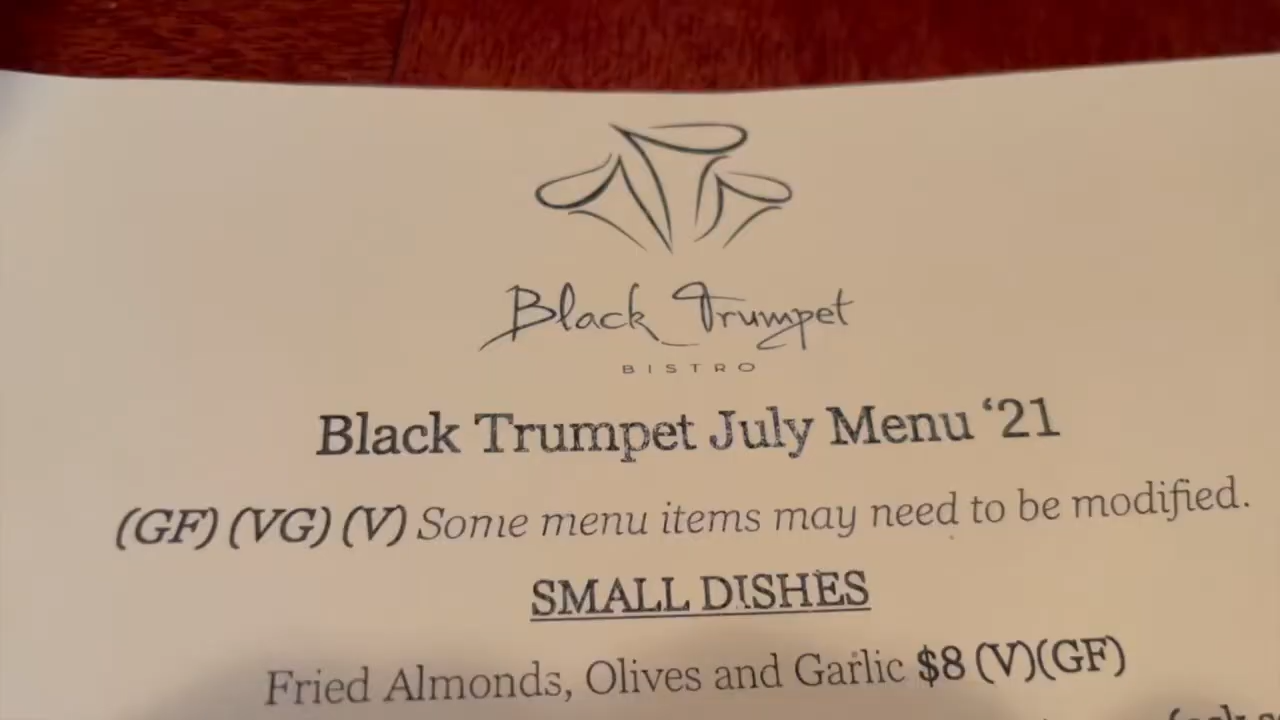 Black Trumpet
BISTRO
Black Trumpet July Menu ‘21
(GF) (VG) (V) Some menu items may need to be modified.
SMALL DISHES
Fried Almonds, Olives and Garlic $8 (V)(GF)